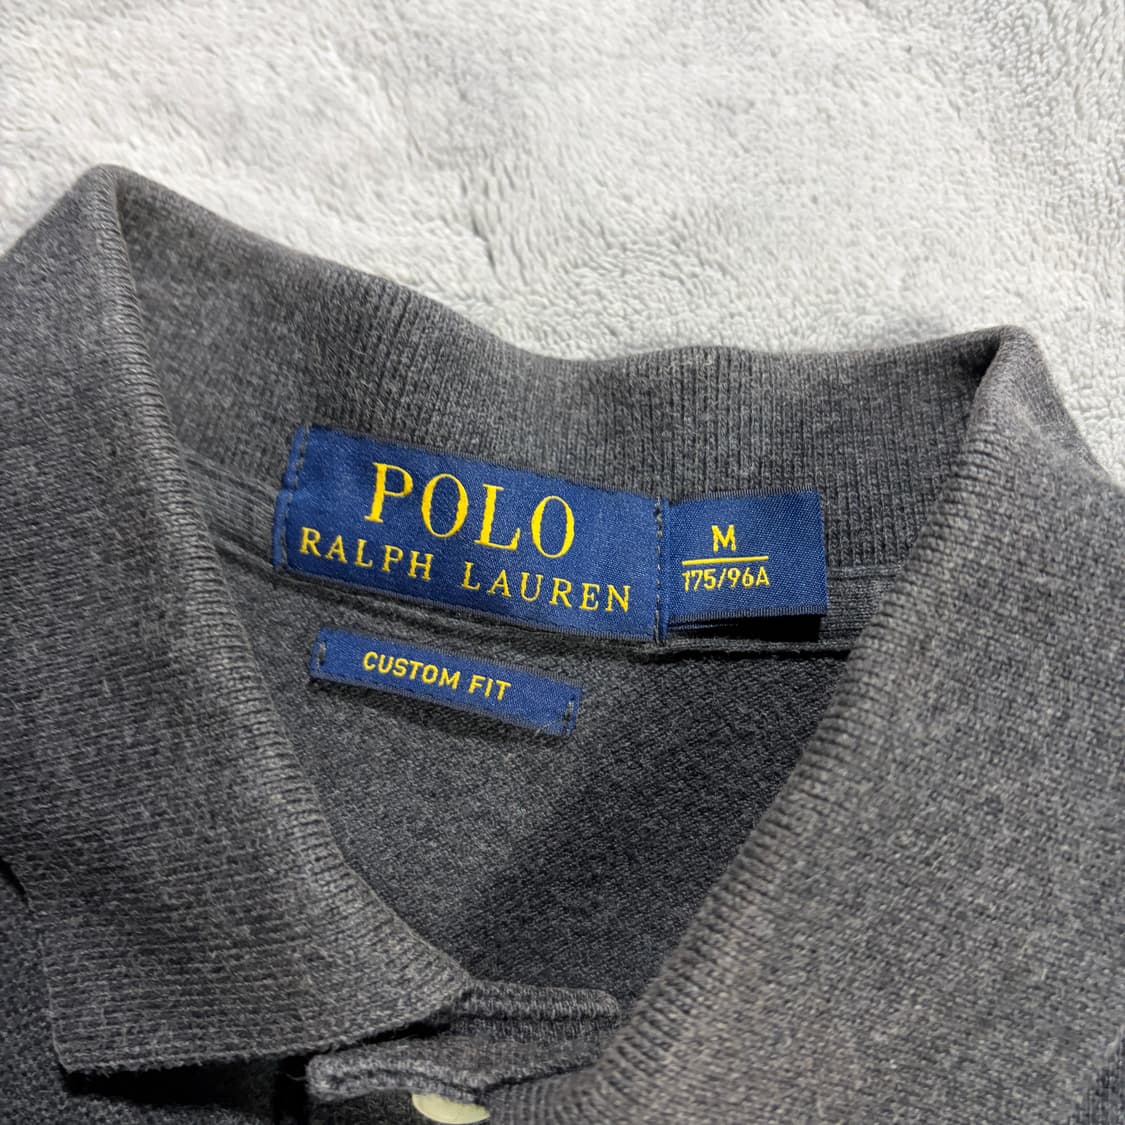 POLO
RALPH LAUREN
M
175/96A
CUSTOM FIT